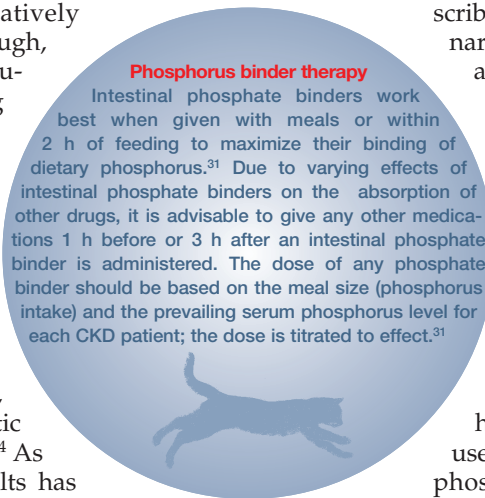 atively
ough,
u-
g
Phosphorus binder therapy
Intestinal phosphate binders work
best when given with meals or within
2 h of feeding to maximize their binding of
dietary phosphorus.31 Due to varying effects of
intestinal phosphate binders on the absorption of
other drugs, it is advisable to give any other medica-
tions 1 h before or 3 h after an intestinal phosphate
binder is administered. The dose of any phosphate
binder should be based on the meal size (phosphorus
intake) and the prevailing serum phosphorus level for
each CKD patient; the dose is titrated to effect.31
tic
4 As
lts has
scrib
nar
a
h
use
phos